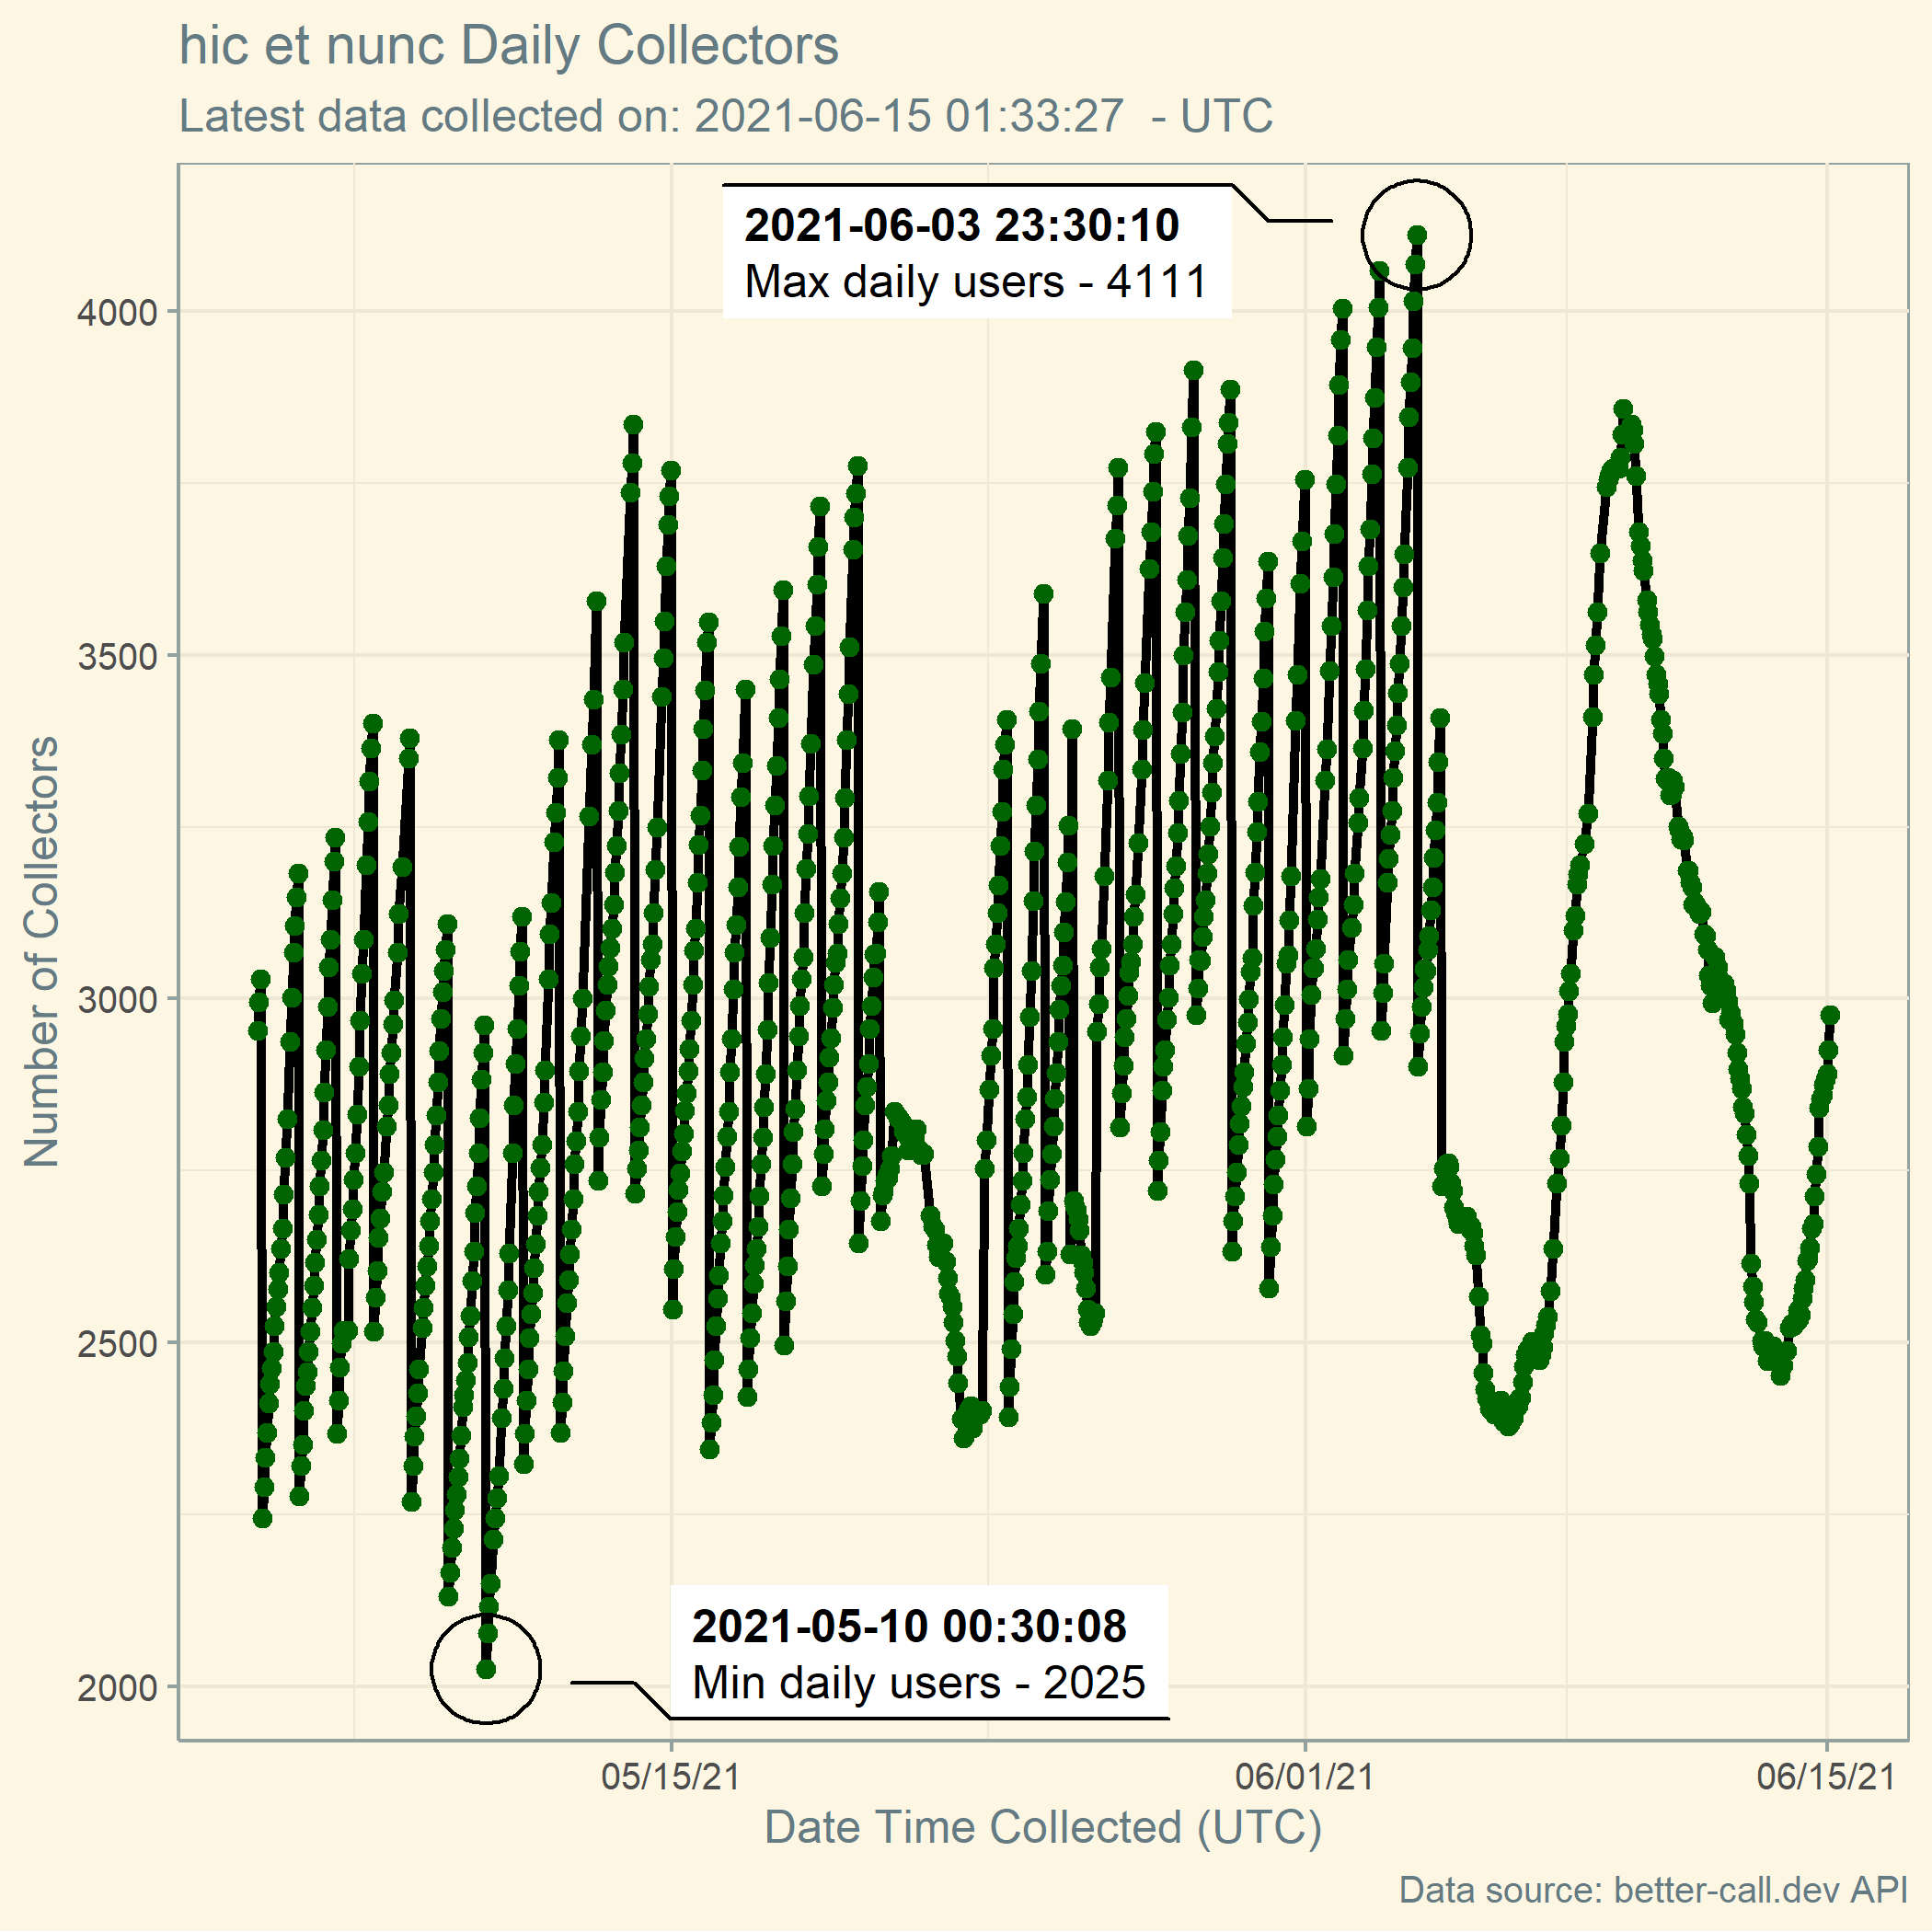 hic et nunc Daily Collectors
Latest data collected on: 2021-06-15 01:33:27  - UTC
2021-06-03 23:30:10
Max daily users - 4111
4000
3500
3000
2500
2000
Number of Collectors
2021-05-10 00:30:08
Min daily users - 2025
05/15/21
06/01/21
06/15/21
Date Time Collected (UTC)
Data source: better-call.dev API